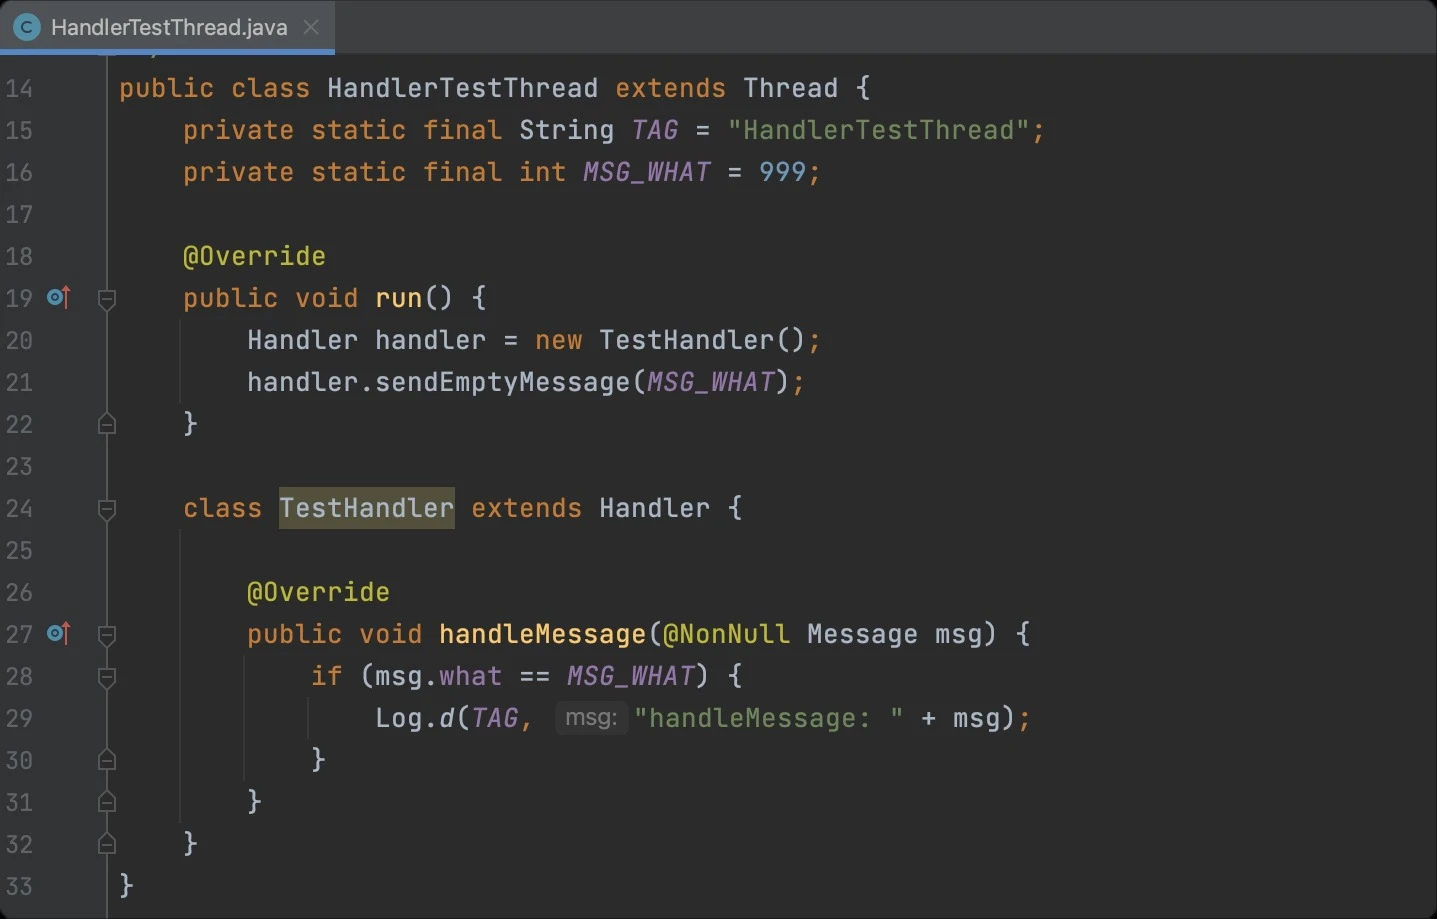 C HandlerTestThread.java
14 public class HandlerTestThread extends Thread {
15 private static final String TAG = "HandlerTestThread";
16 private static final int MSG_WHAT = 999;
17
18 @Override
19 public void run() {
20 Handler handler = new TestHandler();
21 handler.sendEmptyMessage(MSG_WHAT);
22 }
23
24 class TestHandler extends Handler {
25
26 @Override
27 public void handleMessage(@NonNull Message msg) {
28 if (msg.what == MSG_WHAT) {
29 Log.d(TAG, msg: "handleMessage: " + msg);
30 }
31 }
32 }
33 }